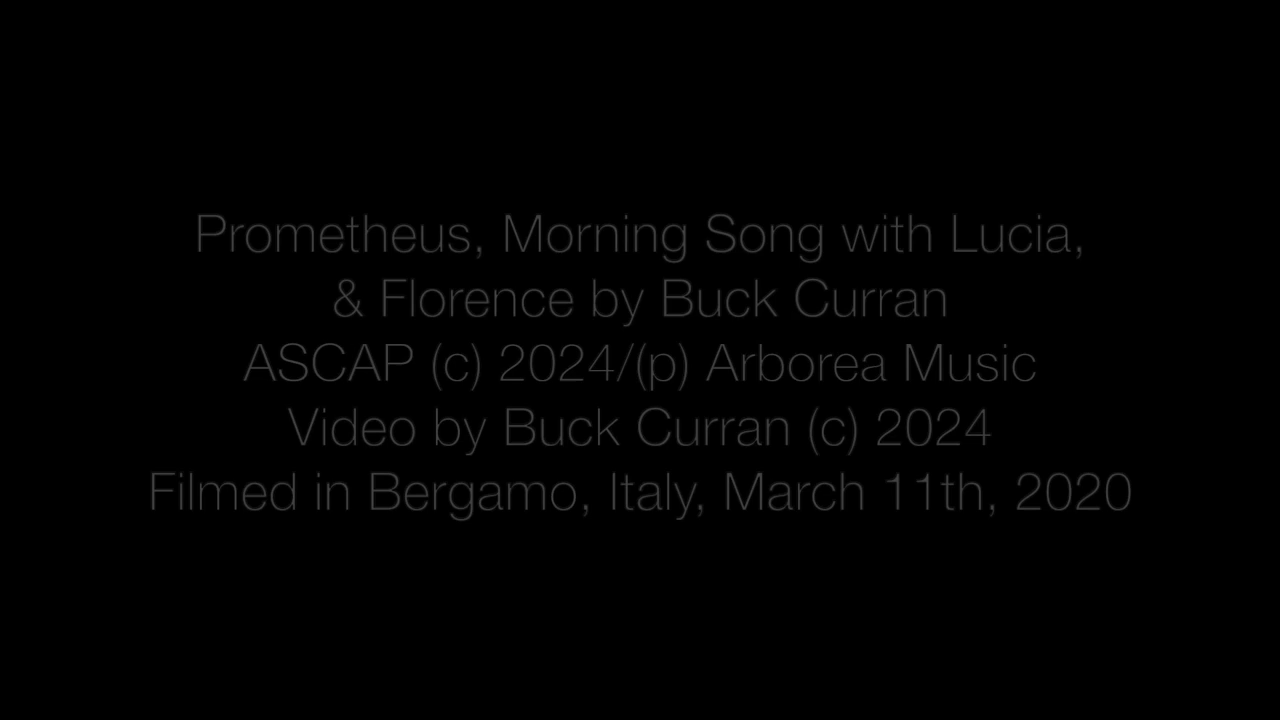 Prometheus, Morning Song with Lucia,
& Florence by Buck Curran
ASCAP (c) 2024/(p) Arborea Music
Video by Buck Curran (c) 2024
Filmed in Bergamo, Italy, March 11th, 2020